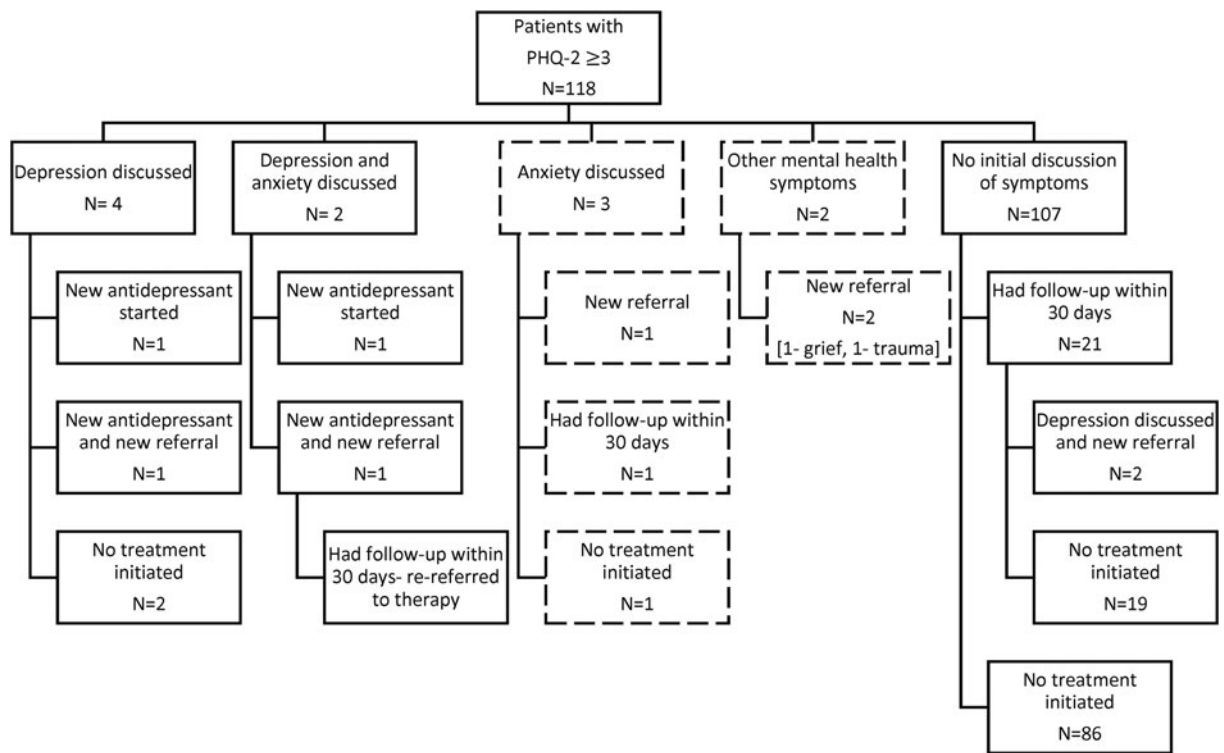 Patients with
PHQ-2 ≥3
N=118
Depression discussed
N= 4
Depression and
anxiety discussed
N= 2
Anxiety discussed
N= 3
Other mental health
symptoms
N=2
No initial discussion
of symptoms
N=107
New antidepressant
started
N=1
New antidepressant
started
N=1
New referral
N=1
New referral
N=2
[1- grief, 1- trauma]
Had follow-up within
30 days
N=21
New antidepressant
and new referral
N=1
New antidepressant
and new referral
N=1
Had follow-up within
30 days
N=1
Depression discussed
and new referral
N=2
No treatment
initiated
N=2
Had follow-up within
30 days- re-referred
to therapy
No treatment
initiated
N=1
No treatment
initiated
N=19
No treatment
initiated
N=86